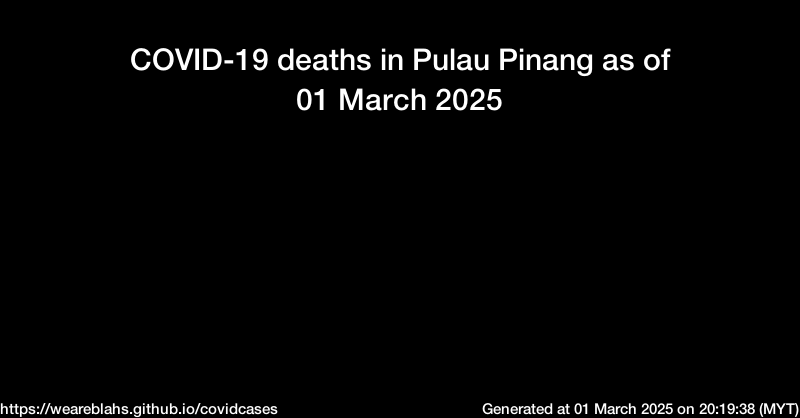 COVID-19 deaths in Pulau Pinang as of
01 March 2025
https://weareblahs.github.io/covidcases
Generated at 01 March 2025 on 20:19:38 (MYT)